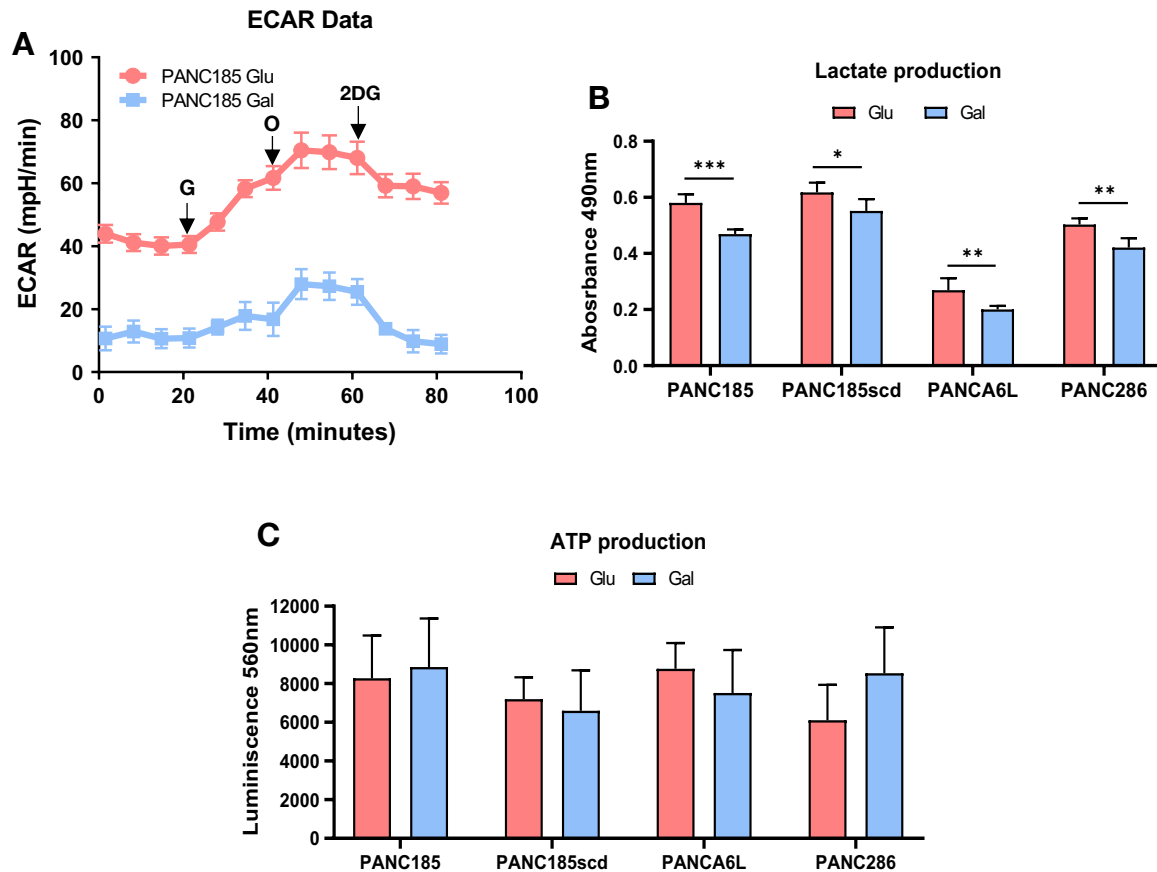 ECAR Data
A
100
80
60
40
20
0
ECAR (mpH/min)
PANC185 Glu
PANC185 Gal
G
O
2DG
0 20 40 60 80 100
Time (minutes)
B
Lactate production
Glu Gal
Abosrbance 490nm
0.8
0.6
0.4
0.2
0.0
*** * ** **
PANC185 PANC185scd PANCA6L PANC286
C
ATP production
Glu Gal
Luminiscence 560nm
12000
10000
8000
6000
4000
2000
0
PANC185 PANC185scd PANCA6L PANC286